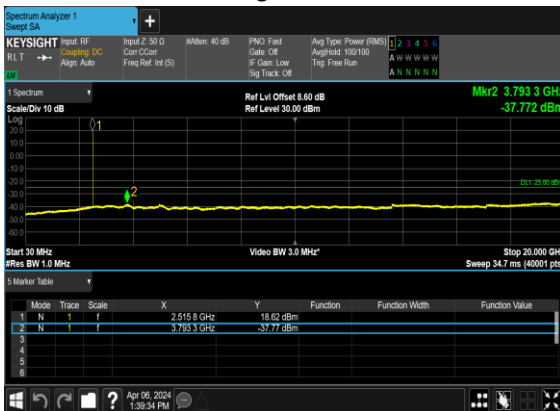 Spectrum Analyzer 1
Swept SA
KEYSIGHT
Input: RF
Coupling: DC
Align: Auto
Input Z: 50 Ω
Corr CCorr
Freq Ref: Int (S)
#Atten: 40 dB
PNO: Fast
Gate: Off
IF Gain: Low
Sig Track: Off
Avg Type: Power (RMS)
Avg|Hold: 100/100
Trig: Free Run
1 2 3 4 5 6
A W W W W W
A N N N N N
R L T
LXI
1 Spectrum
Scale/Div 10 dB
Ref Lvl Offset 8.60 dB
Ref Level 30.00 dBm
Mkr2 3.793 3 GHz
-37.772 dBm
Log
20.0
10.0
0.00
-10.0
-20.0
-30.0
-40.0
-50.0
-60.0
1
2
DL1 -25.00 dBm
Start 30 MHz
#Res BW 1.0 MHz
Video BW 3.0 MHz*
Stop 20.000 GH
Sweep 34.7 ms (40001 pts
5 Marker Table
Mode Trace Scale X Y Function Function Width Function Value
1 N 1 f 2.515 8 GHz 18.62 dBm
2 N 1 f 3.793 3 GHz -37.77 dBm
3
4
5
6
?
Apr 06, 2024
1:39:34 PM